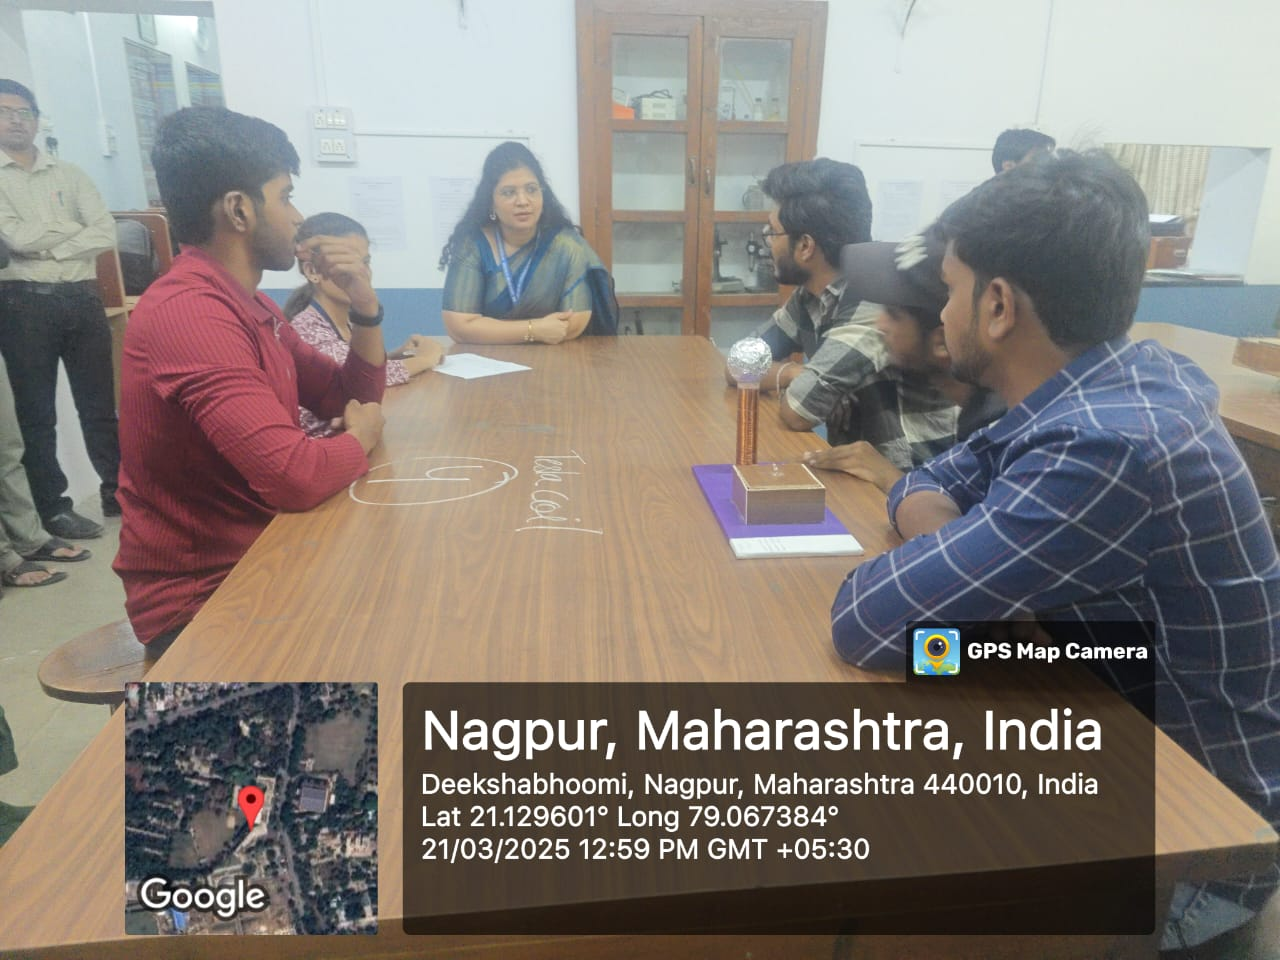 Tesla Coil
GPS Map Camera
Nagpur, Maharashtra, India
Deekshabhoomi, Nagpur, Maharashtra 440010, India
Lat 21.129601° Long 79.067384°
21/03/2025 12:59 PM GMT +05:30
Google